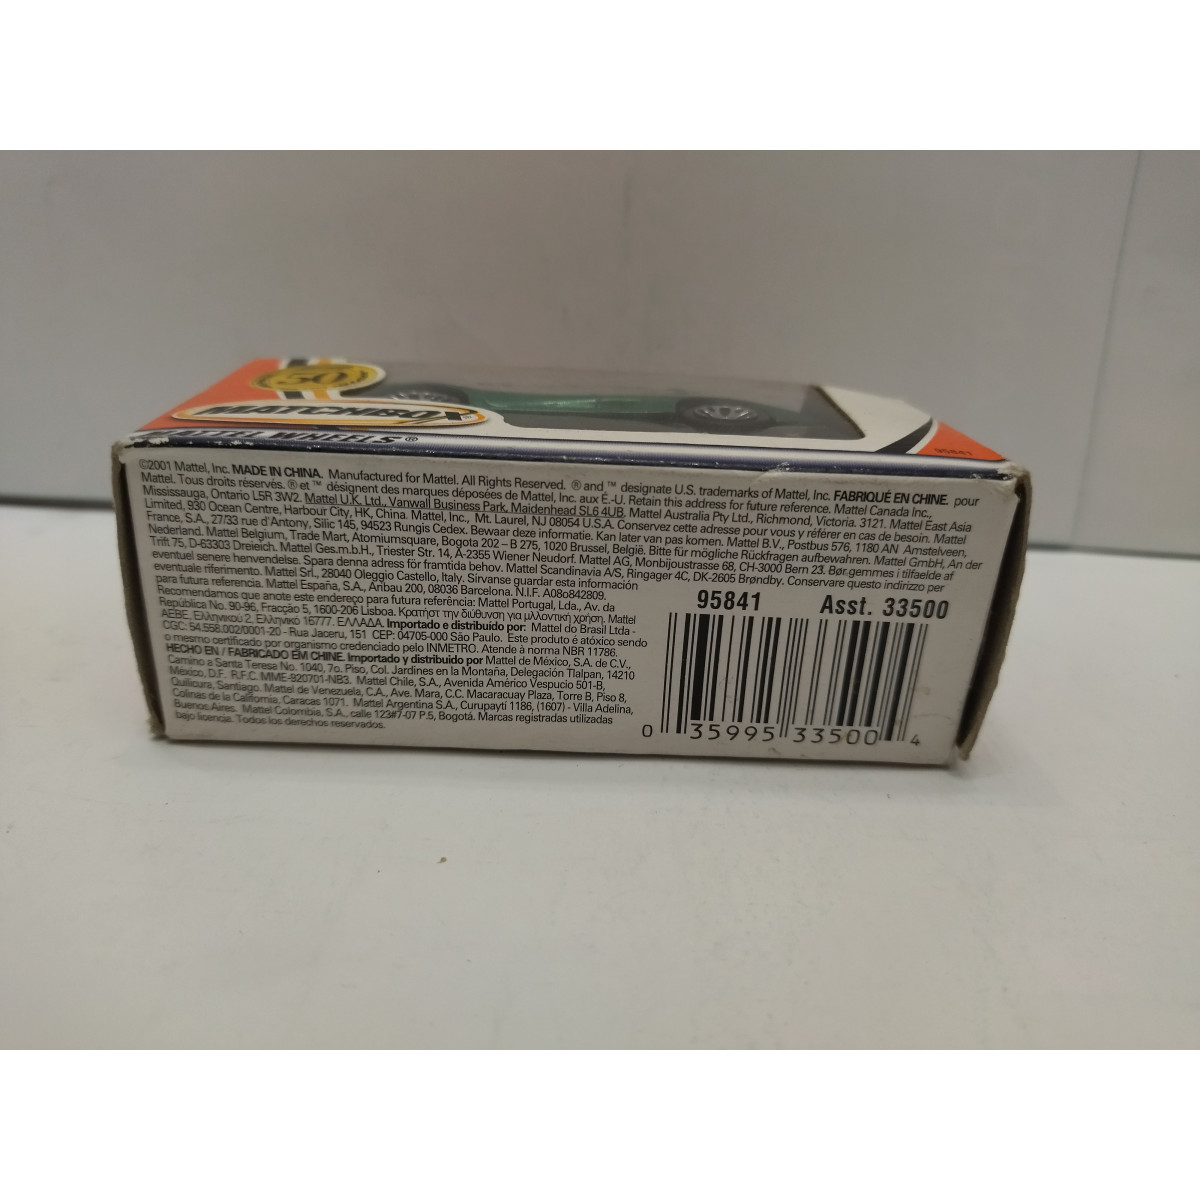 50
MATCHBOX®
WHEELS®
95841
©2001 Mattel, Inc. MADE IN CHINA. Manufactured for Mattel. All Rights Reserved. ® and ™ designate U.S. trademarks of Mattel, Inc. FABRIQUÉ EN CHINE. pour
Mattel. Tous droits réservés. ® et ™ désignent des marques déposées de Mattel, Inc. aux É.-U. Retain this address for future reference. Mattel Canada Inc.,
Mississauga, Ontario L5R 3W2. Mattel U.K. Ltd., Vanwall Business Park, Maidenhead SL6 4UB. Mattel Australia Pty Ltd., Richmond, Victoria. 3121. Mattel East Asia
Limited, 930 Ocean Centre, Harbour City, HK, China. Mattel, Inc., Mt. Laurel, NJ 08054 U.S.A. Conservez cette adresse pour vous y référer en cas de besoin. Mattel
France, S.A., 27/33 rue d'Antony, Silic 145, 94523 Rungis Cedex. Bewaar deze informatie. Kan later van pas komen. Mattel B.V., Postbus 576, 1180 AN Amstelveen,
Nederland. Mattel Belgium, Trade Mart, Atomiumsquare, Bogota 202 – B 275, 1020 Brussel, België. Bitte für mögliche Rückfragen aufbewahren. Mattel GmbH, An der
Trift 75, D-63303 Dreieich. Mattel Ges.m.b.H., Triester Str. 14, A-2355 Wiener Neudorf. Mattel AG, Monbijoustrasse 68, CH-3000 Bern 23. Bør gemmes i tilfælde af
eventuel senere henvendelse. Spara denna adress för framtida behov. Mattel Scandinavia A/S, Ringager 4C, DK-2605 Brøndby. Conservare questo indirizzo per
eventuale riferimento. Mattel Srl., 28040 Oleggio Castello, Italy. Sírvanse guardar esta información
para futura referencia. Mattel España, S.A., Aribau 200, 08036 Barcelona. N.I.F. A08o842809.
Recomendamos que anote este endereço para futura referência: Mattel Portugal, Lda., Av. da
República No. 90-96, Fracção 5, 1600-206 Lisboa. Κρατήστ την διύθυνση για μλλοντική χρήση. Mattel
AEBE, Ελληνικού 2, Ελληνικό 16777. ΕΛΛΑΔΑ. Importado e distribuído por: Mattel do Brasil Ltda -
CGC: 54.558.002/0001-20 - Rua Jaceru, 151 CEP: 04705-000 São Paulo. Este produto é atóxico sendo
o mesmo certificado por organismo credenciado pelo INMETRO. Atende à norma NBR 11786.
HECHO EN / FABRICADO EM CHINE. Importado y distribuido por Mattel de México, S.A. de C.V.,
Camino a Santa Teresa No. 1040, 7o. Piso, Col. Jardines en la Montaña, Delegación Tlalpan, 14210
México, D.F. R.F.C. MME-920701-NB3. Mattel Chile, S.A., Avenida Américo Vespucio 501-B,
Quilicura, Santiago. Mattel de Venezuela, C.A., Ave. Mara, C.C. Macaracuay Plaza, Torre B, Piso 8,
Colinas de la California, Caracas 1071. Mattel Argentina S.A., Curupaytí 1186, (1607) - Villa Adelina,
Buenos Aires. Mattel Colombia, S.A., calle 123#7-07 P.5, Bogotá. Marcas registradas utilizadas
bajo licencia. Todos los derechos reservados.
95841 Asst. 33500
0 35995 33500 4